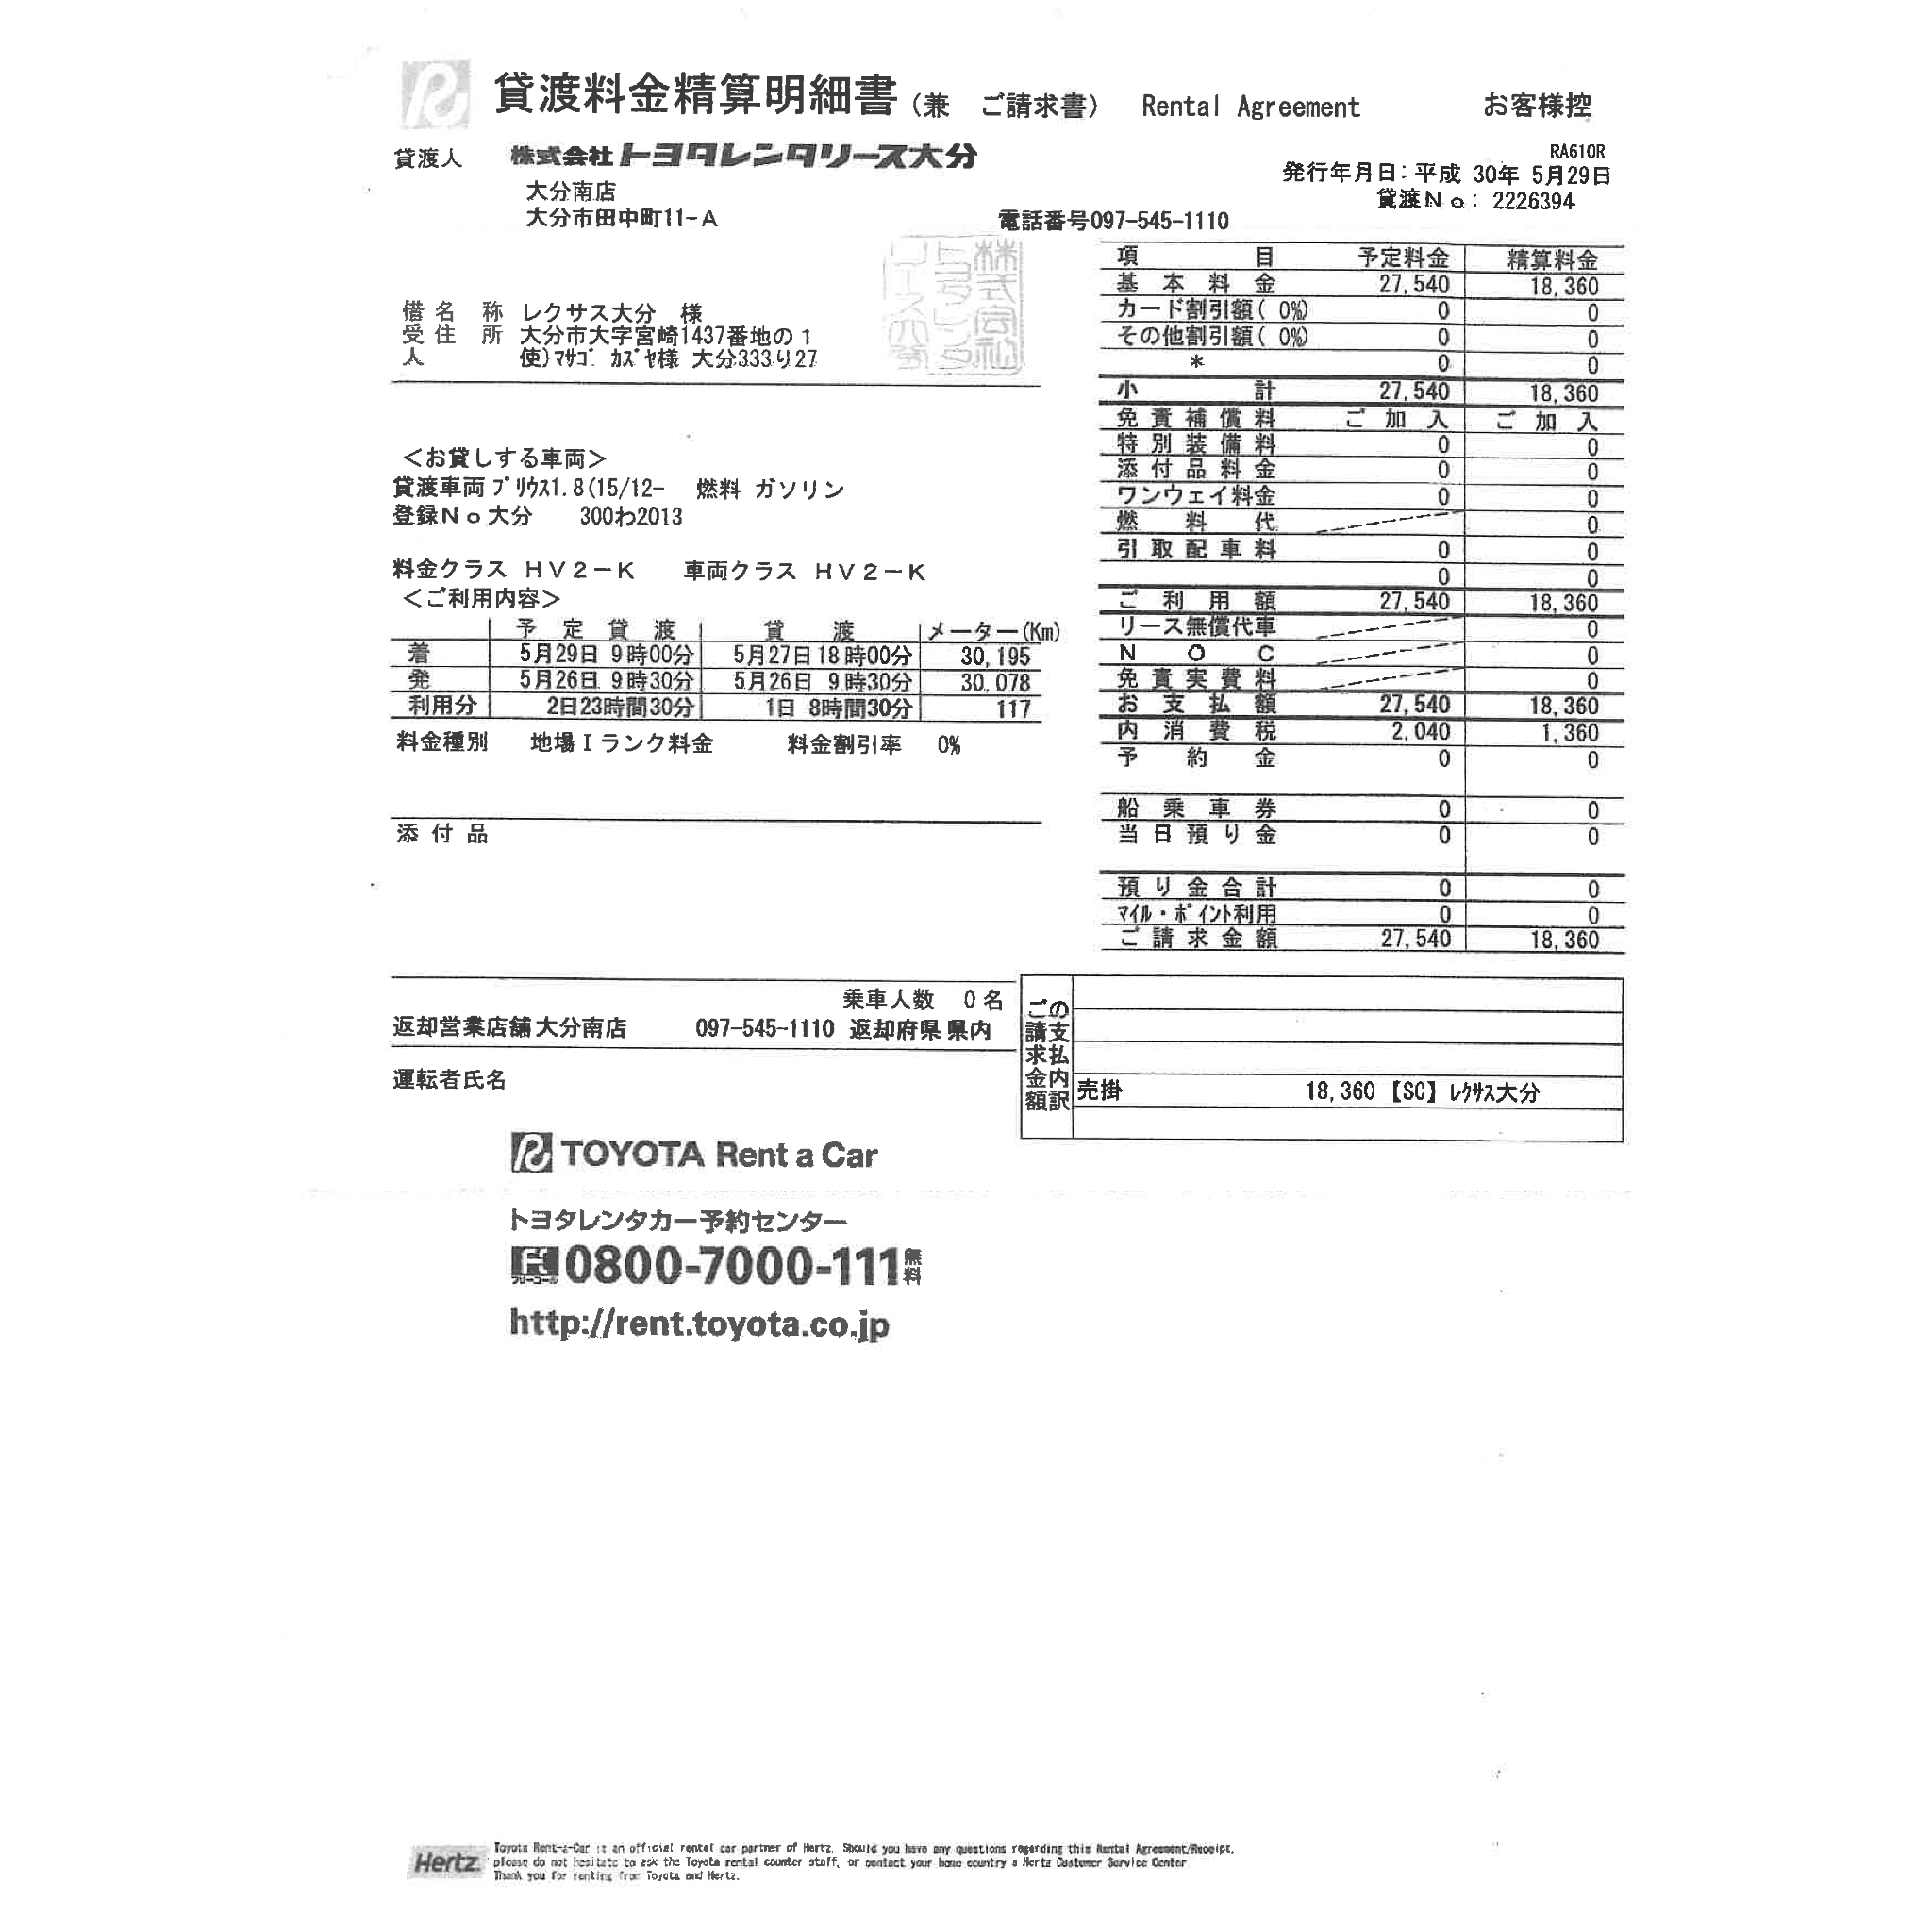 貸渡料金精算明細書 (兼 ご請求書) Rental Agreement お客様控
貸渡人 株式会社トヨタレンタリース大分
RA610R
発行年月日:平成 30年 5月29日
大分南店
貸渡No: 2226394
大分市田中町11-A 電話番号097-545-1110
借受人
名称 レクサス大分 様
住所 大分市大字宮崎1437番地の1
使)ﾏｻｺﾞ ｶｽﾞﾔ様 大分333り27
<お貸しする車両>
貸渡車両 ﾌﾟﾘｳｽ1.8(15/12- 燃料 ガソリン
登録No 大分 300わ2013
料金クラス HV2-K 車両クラス HV2-K
<ご利用内容>
予定貸渡 貸渡 メーター(Km)
着 5月29日 9時00分 5月27日18時00分 30,195
発 5月26日 9時30分 5月26日 9時30分 30,078
利用分 2日23時間30分 1日 8時間30分 117
料金種別 地場Iランク料金 料金割引率 0%
添付品
項目 予定料金 精算料金
基本料金 27,540 18,360
カード割引額( 0%) 0 0
その他割引額( 0%) 0 0
* 0 0
小計 27,540 18,360
免責補償料 ご加入 ご加入
特別装備料 0 0
添付品料金 0 0
ワンウェイ料金 0 0
燃料代 0
引取配車料 0 0
0 0
ご利用額 27,540 18,360
リース無償代車 0
NOC 0
免責実費料 0
お支払額 27,540 18,360
内消費税 2,040 1,360
予約金 0 0
船乗車券 0 0
当日預り金 0 0
預り金合計 0 0
ﾏｲﾙ・ﾎﾟｲﾝﾄ利用 0 0
ご請求金額 27,540 18,360
乗車人数 0名
返却営業店舗 大分南店 097-545-1110 返却府県 県内
運転者氏名
ご請求金額の支払内訳
売掛 18,360 【SC】ﾚｸｻｽ大分
TOYOTA Rent a Car
トヨタレンタカー予約センター
フリーコール 0800-7000-111 無料
http://rent.toyota.co.jp
Hertz.
Toyota Rent-a-Car is an official rental car partner of Hertz. Should you have any questions regarding this Rental Agreement/Receipt,
please do not hesitate to ask the Toyota rental counter staff, or contact your home country s Hertz Customer Service Center
Thank you for renting from Toyota and Hertz.